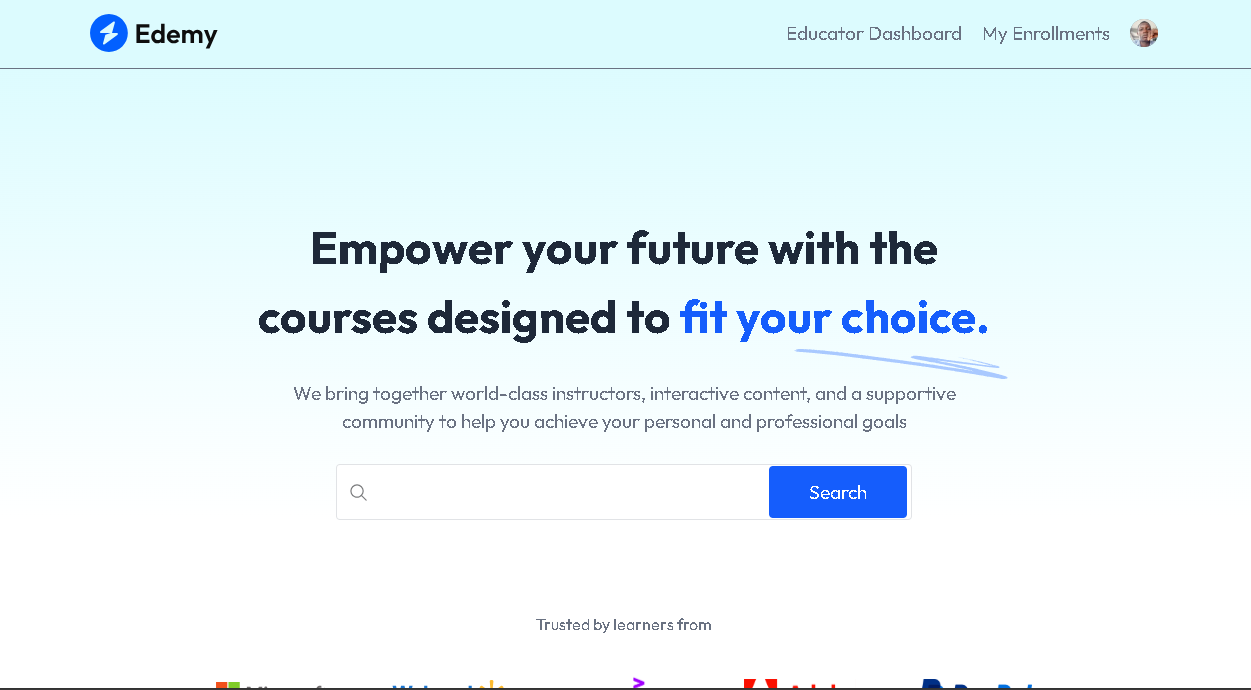 Edemy
Educator Dashboard
My Enrollments
Empower your future with the
courses designed to fit your choice.
We bring together world-class instructors, interactive content, and a supportive
community to help you achieve your personal and professional goals
Search
Trusted by learners from